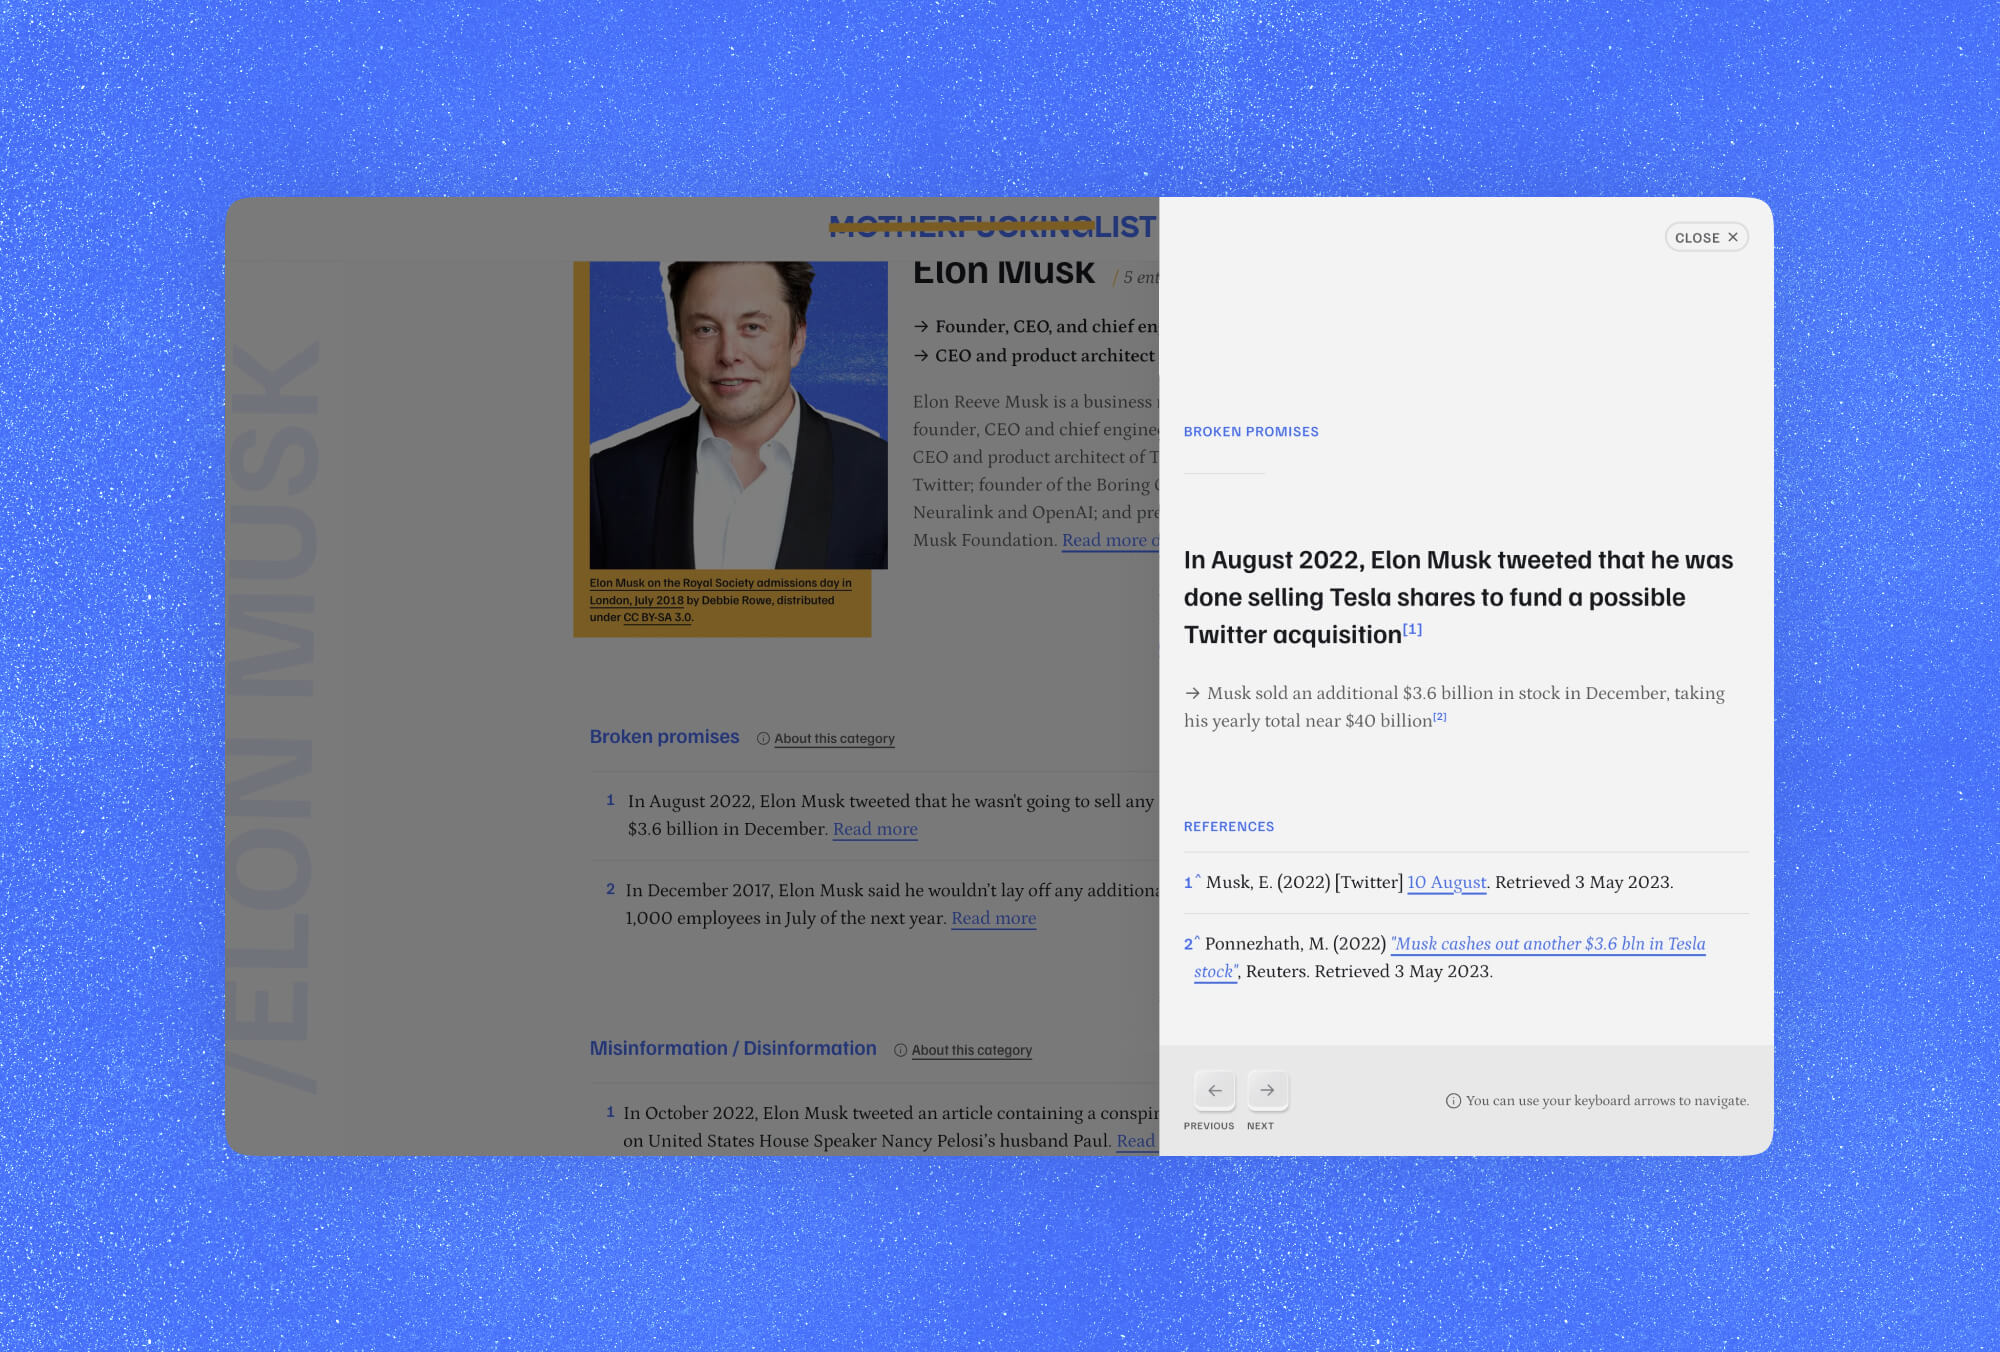 MOTHERFUCKINGLIST
/ELON MUSK
Elon Musk / 5 ent
→ Founder, CEO, and chief en
→ CEO and product architect
Elon Reeve Musk is a business
founder, CEO and chief engine
CEO and product architect of T
Twitter; founder of the Boring
Neuralink and OpenAI; and pre
Musk Foundation. Read more o
Elon Musk on the Royal Society admissions day in
London, July 2018 by Debbie Rowe, distributed
under CC BY-SA 3.0.
Broken promises About this category
1 In August 2022, Elon Musk tweeted that he wasn't going to sell any
$3.6 billion in December. Read more
2 In December 2017, Elon Musk said he wouldn't lay off any additiona
1,000 employees in July of the next year. Read more
Misinformation / Disinformation About this category
1 In October 2022, Elon Musk tweeted an article containing a conspir
on United States House Speaker Nancy Pelosi's husband Paul. Read
CLOSE ×
BROKEN PROMISES
In August 2022, Elon Musk tweeted that he was
done selling Tesla shares to fund a possible
Twitter acquisition[1]
→ Musk sold an additional $3.6 billion in stock in December, taking
his yearly total near $40 billion[2]
REFERENCES
1^ Musk, E. (2022) [Twitter] 10 August. Retrieved 3 May 2023.
2^ Ponnezhath, M. (2022) "Musk cashes out another $3.6 bln in Tesla
stock", Reuters. Retrieved 3 May 2023.
← →
PREVIOUS NEXT
You can use your keyboard arrows to navigate.